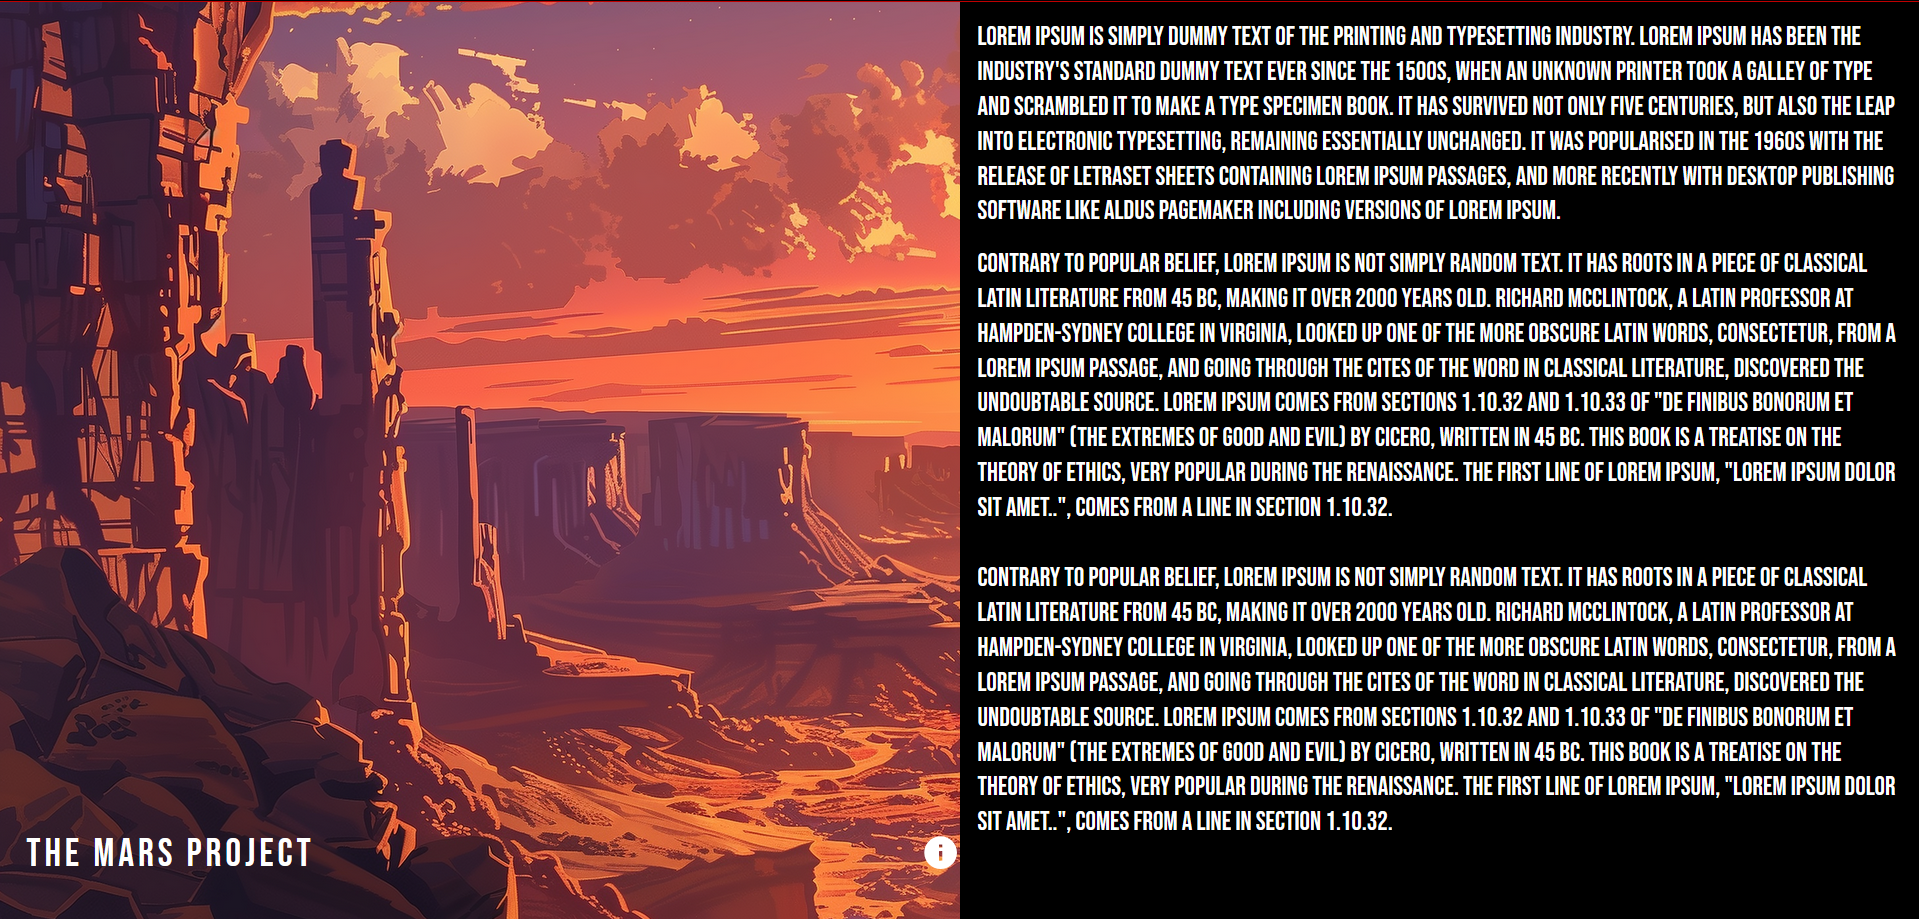 LOREM IPSUM IS SIMPLY DUMMY TEXT OF THE PRINTING AND TYPESETTING INDUSTRY. LOREM IPSUM HAS BEEN THE
INDUSTRY'S STANDARD DUMMY TEXT EVER SINCE THE 1500S, WHEN AN UNKNOWN PRINTER TOOK A GALLEY OF TYPE
AND SCRAMBLED IT TO MAKE A TYPE SPECIMEN BOOK. IT HAS SURVIVED NOT ONLY FIVE CENTURIES, BUT ALSO THE LEAP
INTO ELECTRONIC TYPESETTING, REMAINING ESSENTIALLY UNCHANGED. IT WAS POPULARISED IN THE 1960S WITH THE
RELEASE OF LETRASET SHEETS CONTAINING LOREM IPSUM PASSAGES, AND MORE RECENTLY WITH DESKTOP PUBLISHING
SOFTWARE LIKE ALDUS PAGEMAKER INCLUDING VERSIONS OF LOREM IPSUM.
CONTRARY TO POPULAR BELIEF, LOREM IPSUM IS NOT SIMPLY RANDOM TEXT. IT HAS ROOTS IN A PIECE OF CLASSICAL
LATIN LITERATURE FROM 45 BC, MAKING IT OVER 2000 YEARS OLD. RICHARD MCCLINTOCK, A LATIN PROFESSOR AT
HAMPDEN-SYDNEY COLLEGE IN VIRGINIA, LOOKED UP ONE OF THE MORE OBSCURE LATIN WORDS, CONSECTETUR, FROM A
LOREM IPSUM PASSAGE, AND GOING THROUGH THE CITES OF THE WORD IN CLASSICAL LITERATURE, DISCOVERED THE
UNDOUBTABLE SOURCE. LOREM IPSUM COMES FROM SECTIONS 1.10.32 AND 1.10.33 OF "DE FINIBUS BONORUM ET
MALORUM" (THE EXTREMES OF GOOD AND EVIL) BY CICERO, WRITTEN IN 45 BC. THIS BOOK IS A TREATISE ON THE
THEORY OF ETHICS, VERY POPULAR DURING THE RENAISSANCE. THE FIRST LINE OF LOREM IPSUM, "LOREM IPSUM DOLOR
SIT AMET..", COMES FROM A LINE IN SECTION 1.10.32.
CONTRARY TO POPULAR BELIEF, LOREM IPSUM IS NOT SIMPLY RANDOM TEXT. IT HAS ROOTS IN A PIECE OF CLASSICAL
LATIN LITERATURE FROM 45 BC, MAKING IT OVER 2000 YEARS OLD. RICHARD MCCLINTOCK, A LATIN PROFESSOR AT
HAMPDEN-SYDNEY COLLEGE IN VIRGINIA, LOOKED UP ONE OF THE MORE OBSCURE LATIN WORDS, CONSECTETUR, FROM A
LOREM IPSUM PASSAGE, AND GOING THROUGH THE CITES OF THE WORD IN CLASSICAL LITERATURE, DISCOVERED THE
UNDOUBTABLE SOURCE. LOREM IPSUM COMES FROM SECTIONS 1.10.32 AND 1.10.33 OF "DE FINIBUS BONORUM ET
MALORUM" (THE EXTREMES OF GOOD AND EVIL) BY CICERO, WRITTEN IN 45 BC. THIS BOOK IS A TREATISE ON THE
THEORY OF ETHICS, VERY POPULAR DURING THE RENAISSANCE. THE FIRST LINE OF LOREM IPSUM, "LOREM IPSUM DOLOR
SIT AMET..", COMES FROM A LINE IN SECTION 1.10.32.
THE MARS PROJECT